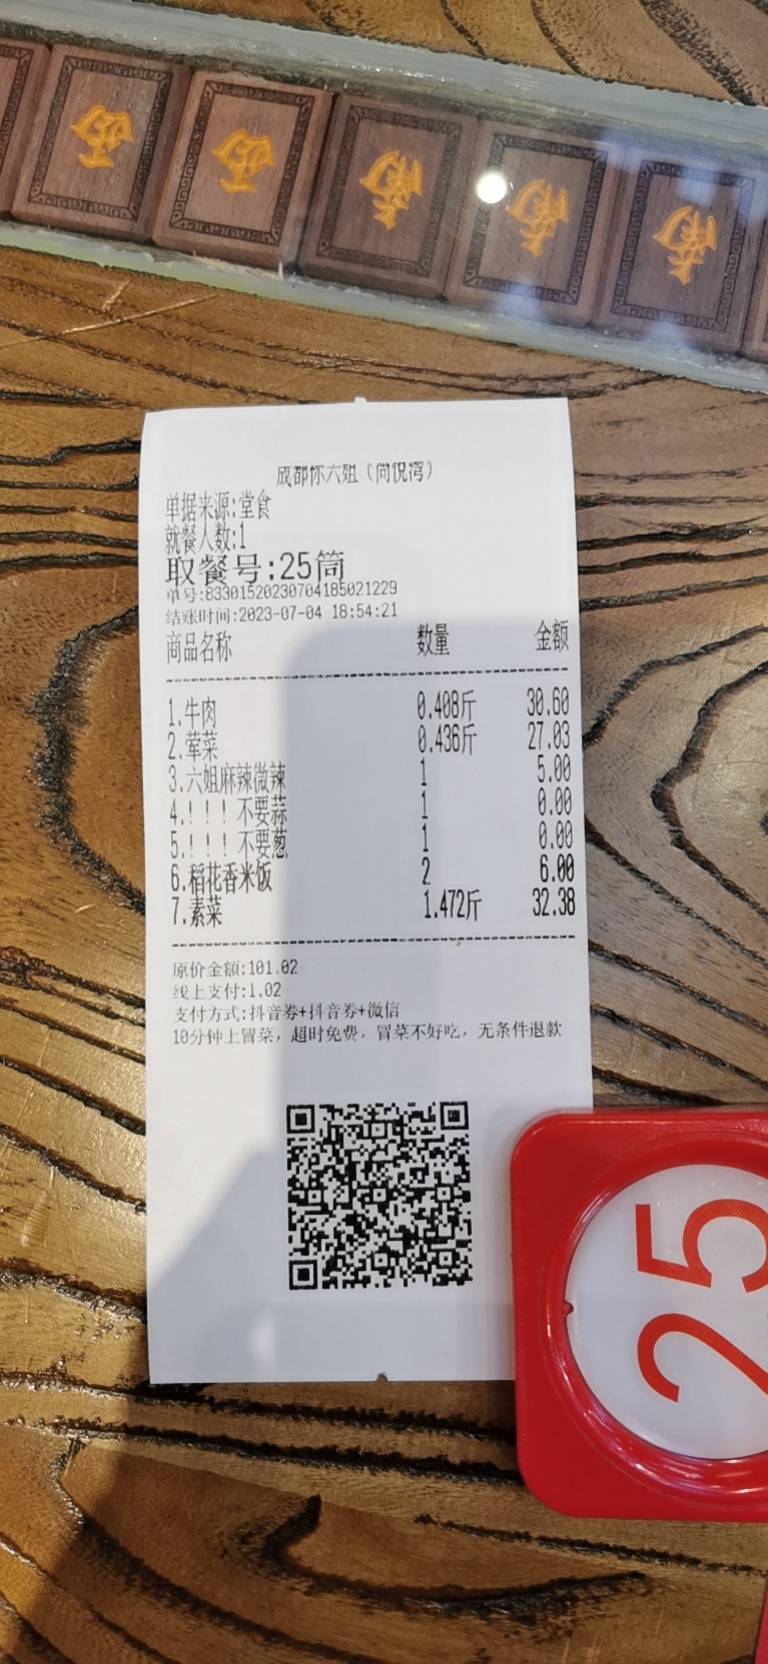 西 西 南 南 南
成都你六姐（尚悦湾）
单据来源:堂食
就餐人数:1
取餐号:25筒
单号:83301520230704185021229
结账时间:2023-07-04 18:54:21
商品名称 数量 金额
1.牛肉 0.408斤 30.60
2.荤菜 0.436斤 27.03
3.六姐麻辣微辣 1 5.00
4.！！！不要蒜 1 0.00
5.！！！不要葱 1 0.00
6.稻花香米饭 2 6.00
7.素菜 1.472斤 32.38
原价金额:101.02
线上支付:1.02
支付方式:抖音券+抖音券+微信
10分钟上冒菜，超时免费，冒菜不好吃，无条件退款
25